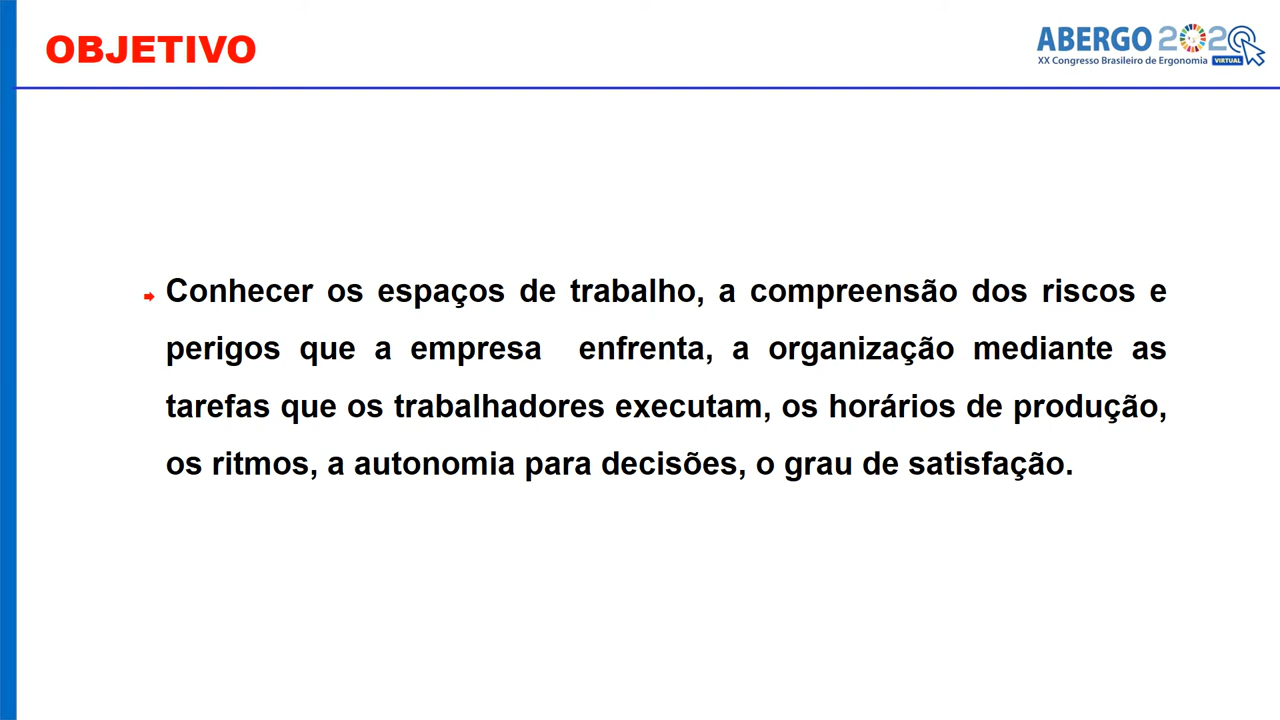 OBJETIVO
ABERGO 2020
XX Congresso Brasileiro de Ergonomia VIRTUAL
Conhecer os espaços de trabalho, a compreensão dos riscos e
perigos que a empresa enfrenta, a organização mediante as
tarefas que os trabalhadores executam, os horários de produção,
os ritmos, a autonomia para decisões, o grau de satisfação.